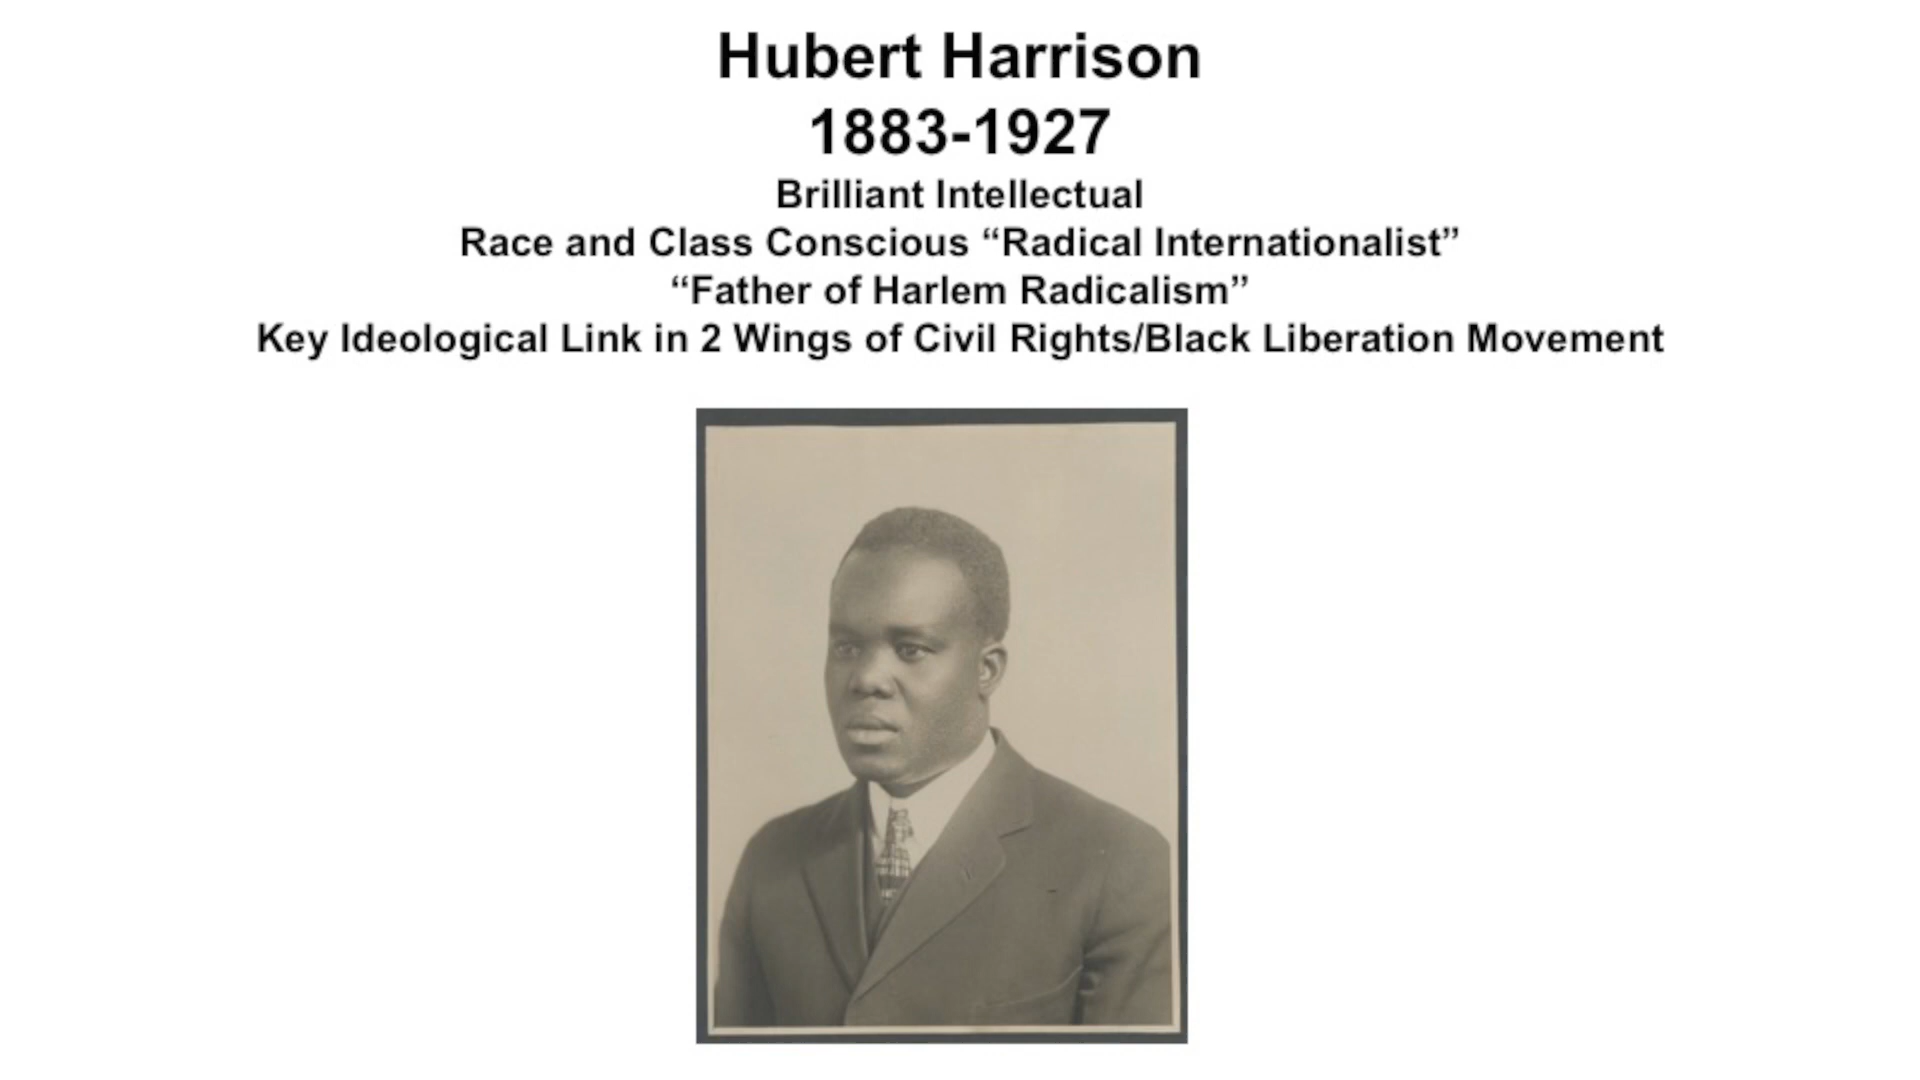 Hubert Harrison
1883-1927
Brilliant Intellectual
Race and Class Conscious “Radical Internationalist”
“Father of Harlem Radicalism”
Key Ideological Link in 2 Wings of Civil Rights/Black Liberation Movement